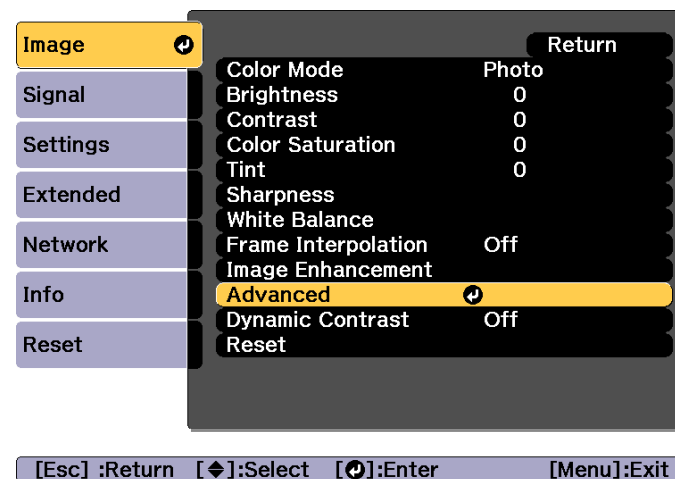 Image
Signal
Settings
Extended
Network
Info
Reset
Return
Color Mode Photo
Brightness 0
Contrast 0
Color Saturation 0
Tint 0
Sharpness
White Balance
Frame Interpolation Off
Image Enhancement
Advanced
Dynamic Contrast Off
Reset
[Esc] :Return [◆]:Select [↵]:Enter [Menu]:Exit